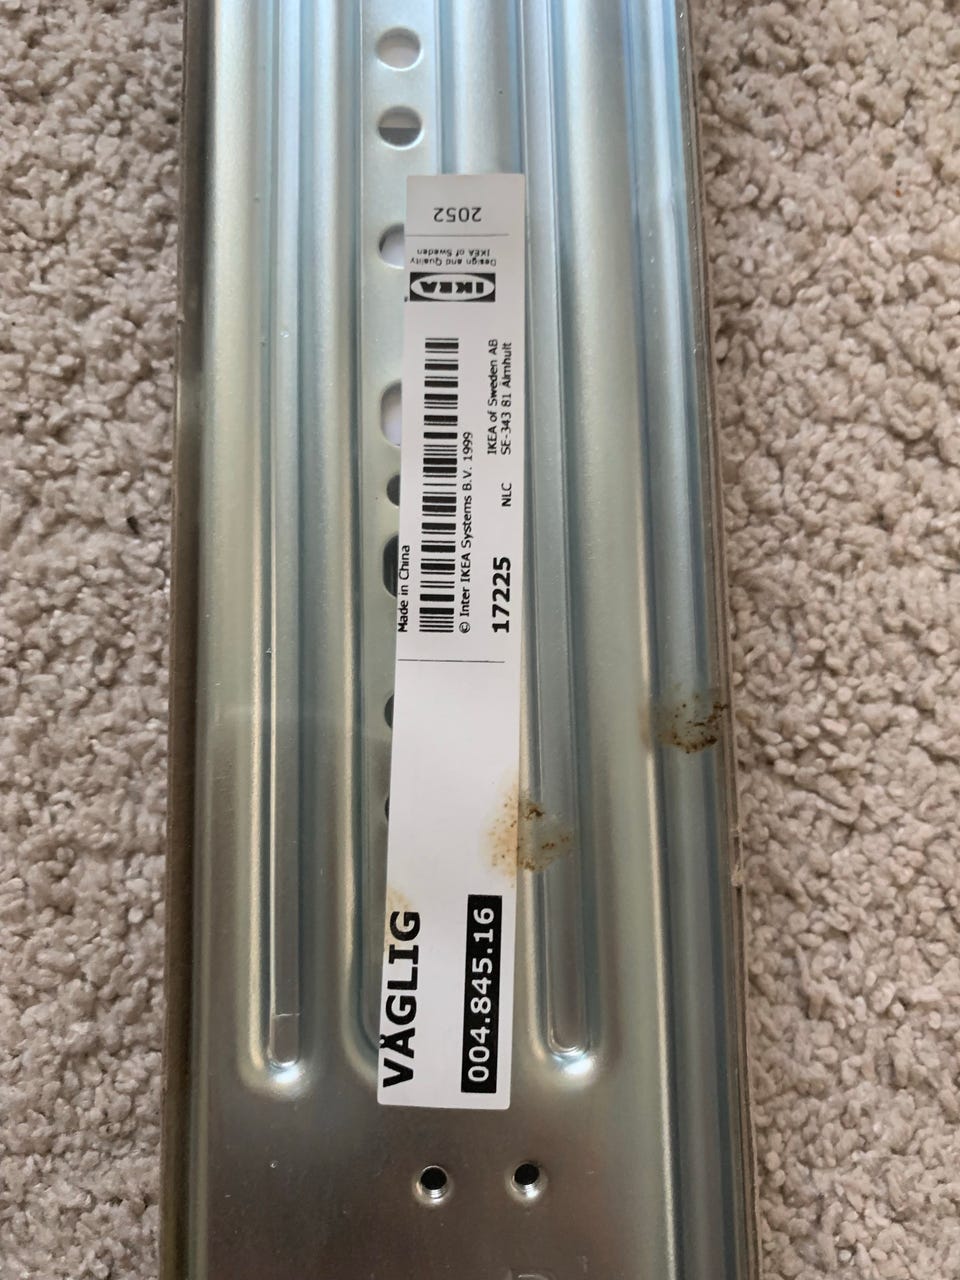 2052
Design and Quality
IKEA of Sweden
IKEA
Made in China
© Inter IKEA Systems B.V. 1999
17225
NLC
IKEA of Sweden AB
SE-343 81 Älmhult
VÄGLIG
004.845.16